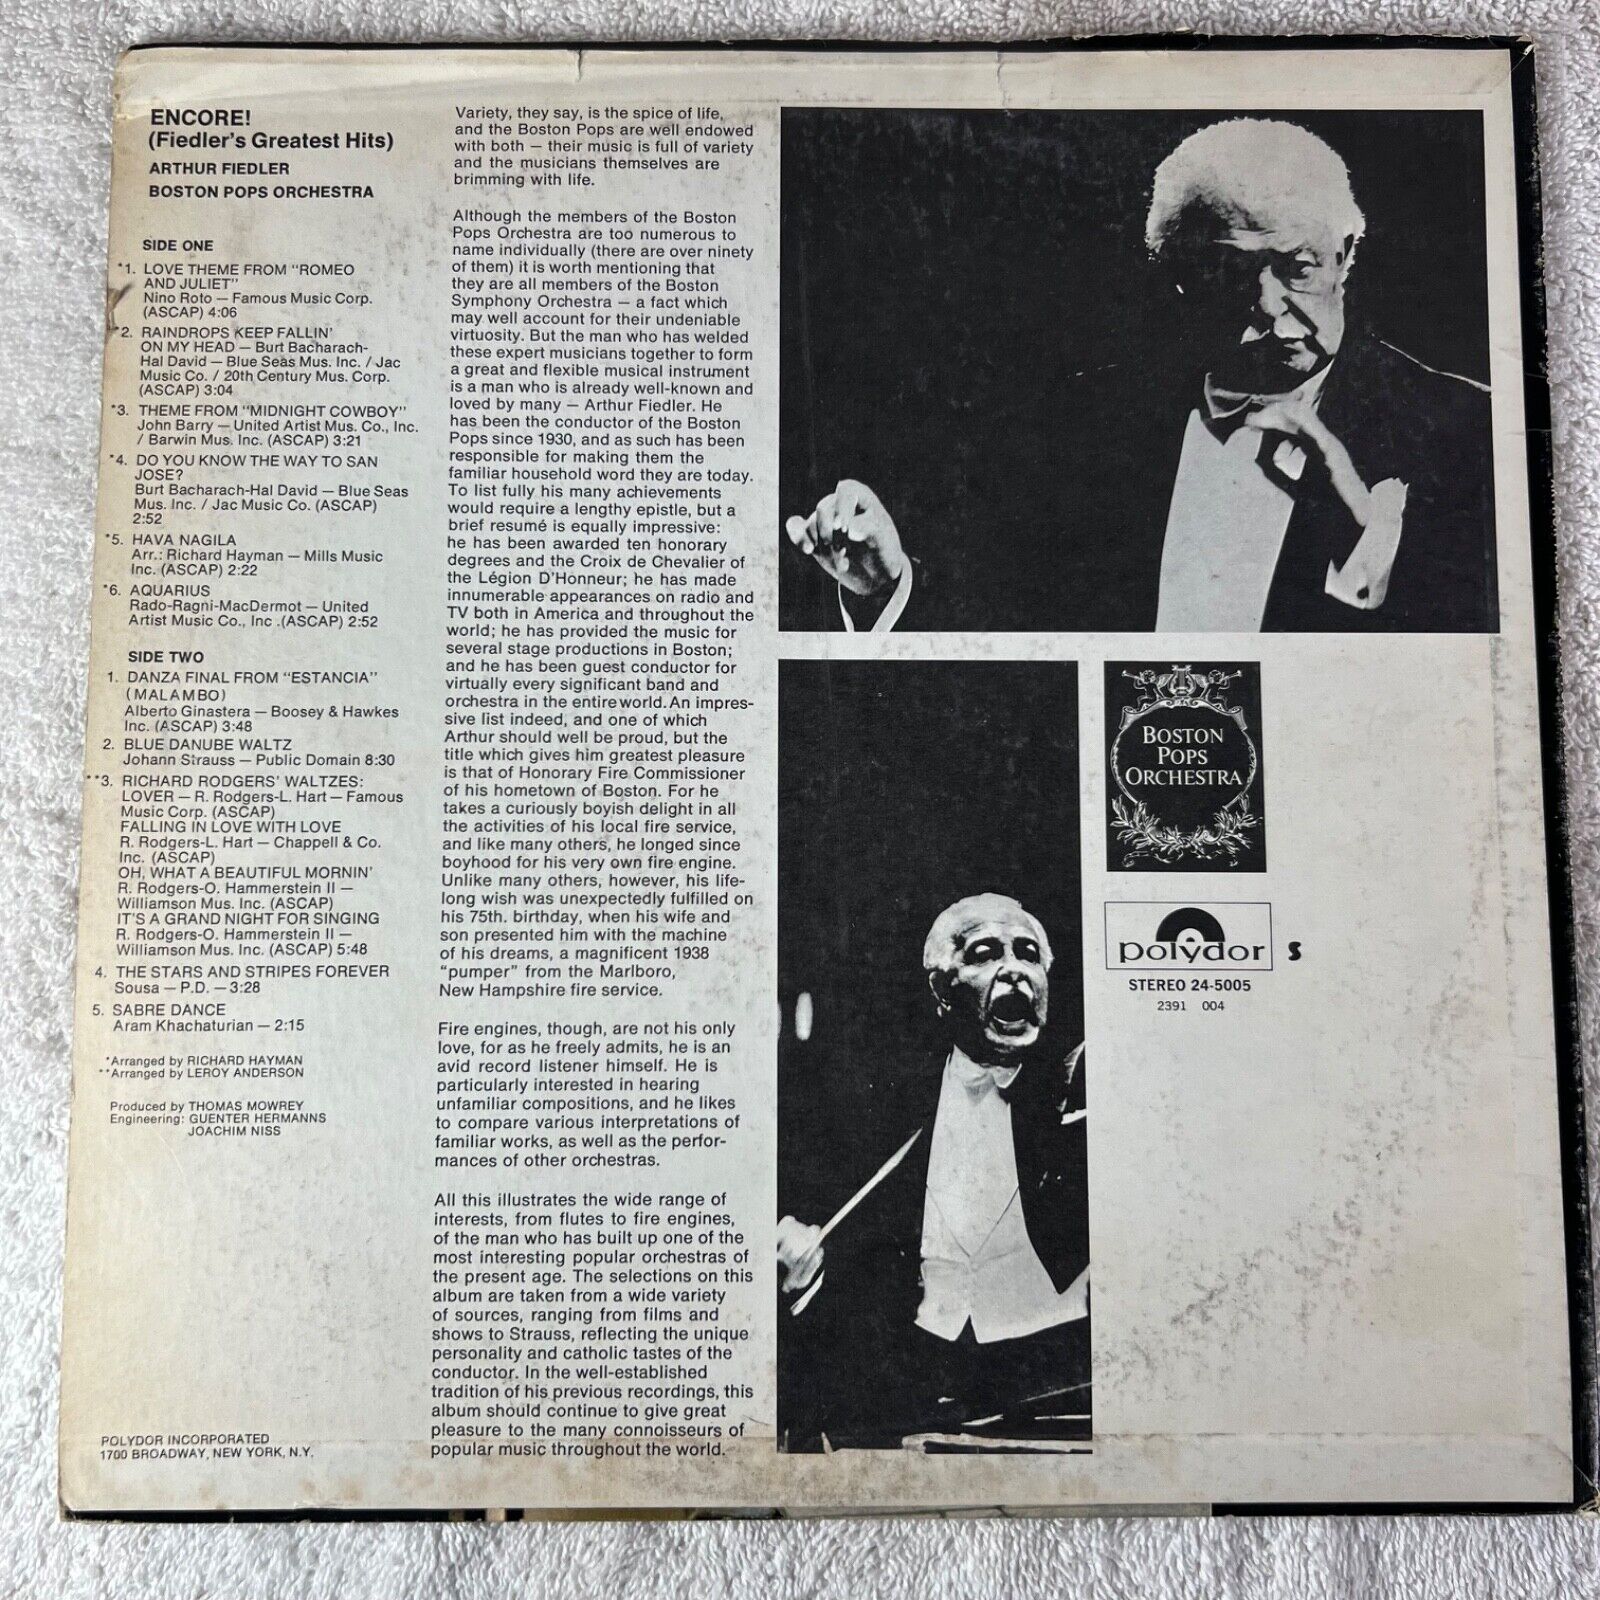 ENCORE!
(Fiedler's Greatest Hits)
ARTHUR FIEDLER
BOSTON POPS ORCHESTRA
SIDE ONE
*1. LOVE THEME FROM "ROMEO
AND JULIET"
Nino Roto — Famous Music Corp.
(ASCAP) 4:06
*2. RAINDROPS KEEP FALLIN'
ON MY HEAD — Burt Bacharach-
Hal David — Blue Seas Mus. Inc. / Jac
Music Co. / 20th Century Mus. Corp.
(ASCAP) 3:04
*3. THEME FROM "MIDNIGHT COWBOY"
John Barry — United Artist Mus. Co., Inc.
/ Barwin Mus. Inc. (ASCAP) 3:21
*4. DO YOU KNOW THE WAY TO SAN
JOSE?
Burt Bacharach-Hal David — Blue Seas
Mus. Inc. / Jac Music Co. (ASCAP)
2:52
*5. HAVA NAGILA
Arr.: Richard Hayman — Mills Music
Inc. (ASCAP) 2:22
*6. AQUARIUS
Rado-Ragni-MacDermot — United
Artist Music Co., Inc .(ASCAP) 2:52
SIDE TWO
1. DANZA FINAL FROM "ESTANCIA"
(MALAMBO)
Alberto Ginastera — Boosey & Hawkes
Inc. (ASCAP) 3:48
2. BLUE DANUBE WALTZ
Johann Strauss — Public Domain 8:30
**3. RICHARD RODGERS' WALTZES:
LOVER — R. Rodgers-L. Hart — Famous
Music Corp. (ASCAP)
FALLING IN LOVE WITH LOVE
R. Rodgers-L. Hart — Chappell & Co.
Inc. (ASCAP)
OH, WHAT A BEAUTIFUL MORNIN'
R. Rodgers-O. Hammerstein II —
Williamson Mus. Inc. (ASCAP)
IT'S A GRAND NIGHT FOR SINGING
R. Rodgers-O. Hammerstein II —
Williamson Mus. Inc. (ASCAP) 5:48
4. THE STARS AND STRIPES FOREVER
Sousa — P.D. — 3:28
5. SABRE DANCE
Aram Khachaturian — 2:15
*Arranged by RICHARD HAYMAN
**Arranged by LEROY ANDERSON
Produced by THOMAS MOWREY
Engineering: GUENTER HERMANNS
JOACHIM NISS
POLYDOR INCORPORATED
1700 BROADWAY, NEW YORK, N.Y.
Variety, they say, is the spice of life,
and the Boston Pops are well endowed
with both — their music is full of variety
and the musicians themselves are
brimming with life.
Although the members of the Boston
Pops Orchestra are too numerous to
name individually (there are over ninety
of them) it is worth mentioning that
they are all members of the Boston
Symphony Orchestra — a fact which
may well account for their undeniable
virtuosity. But the man who has welded
these expert musicians together to form
a great and flexible musical instrument
is a man who is already well-known and
loved by many — Arthur Fiedler. He
has been the conductor of the Boston
Pops since 1930, and as such has been
responsible for making them the
familiar household word they are today.
To list fully his many achievements
would require a lengthy epistle, but a
brief resumé is equally impressive:
he has been awarded ten honorary
degrees and the Croix de Chevalier of
the Légion D'Honneur; he has made
innumerable appearances on radio and
TV both in America and throughout the
world; he has provided the music for
several stage productions in Boston;
and he has been guest conductor for
virtually every significant band and
orchestra in the entire world. An impres-
sive list indeed, and one of which
Arthur should well be proud, but the
title which gives him greatest pleasure
is that of Honorary Fire Commissioner
of his hometown of Boston. For he
takes a curiously boyish delight in all
the activities of his local fire service,
and like many others, he longed since
boyhood for his very own fire engine.
Unlike many others, however, his life-
long wish was unexpectedly fulfilled on
his 75th. birthday, when his wife and
son presented him with the machine
of his dreams, a magnificent 1938
"pumper" from the Marlboro,
New Hampshire fire service.
Fire engines, though, are not his only
love, for as he freely admits, he is an
avid record listener himself. He is
particularly interested in hearing
unfamiliar compositions, and he likes
to compare various interpretations of
familiar works, as well as the perfor-
mances of other orchestras.
All this illustrates the wide range of
interests, from flutes to fire engines,
of the man who has built up one of the
most interesting popular orchestras of
the present age. The selections on this
album are taken from a wide variety
of sources, ranging from films and
shows to Strauss, reflecting the unique
personality and catholic tastes of the
conductor. In the well-established
tradition of his previous recordings, this
album should continue to give great
pleasure to the many connoisseurs of
popular music throughout the world.
BOSTON
POPS
ORCHESTRA
polydor S
STEREO 24-5005
2391 004